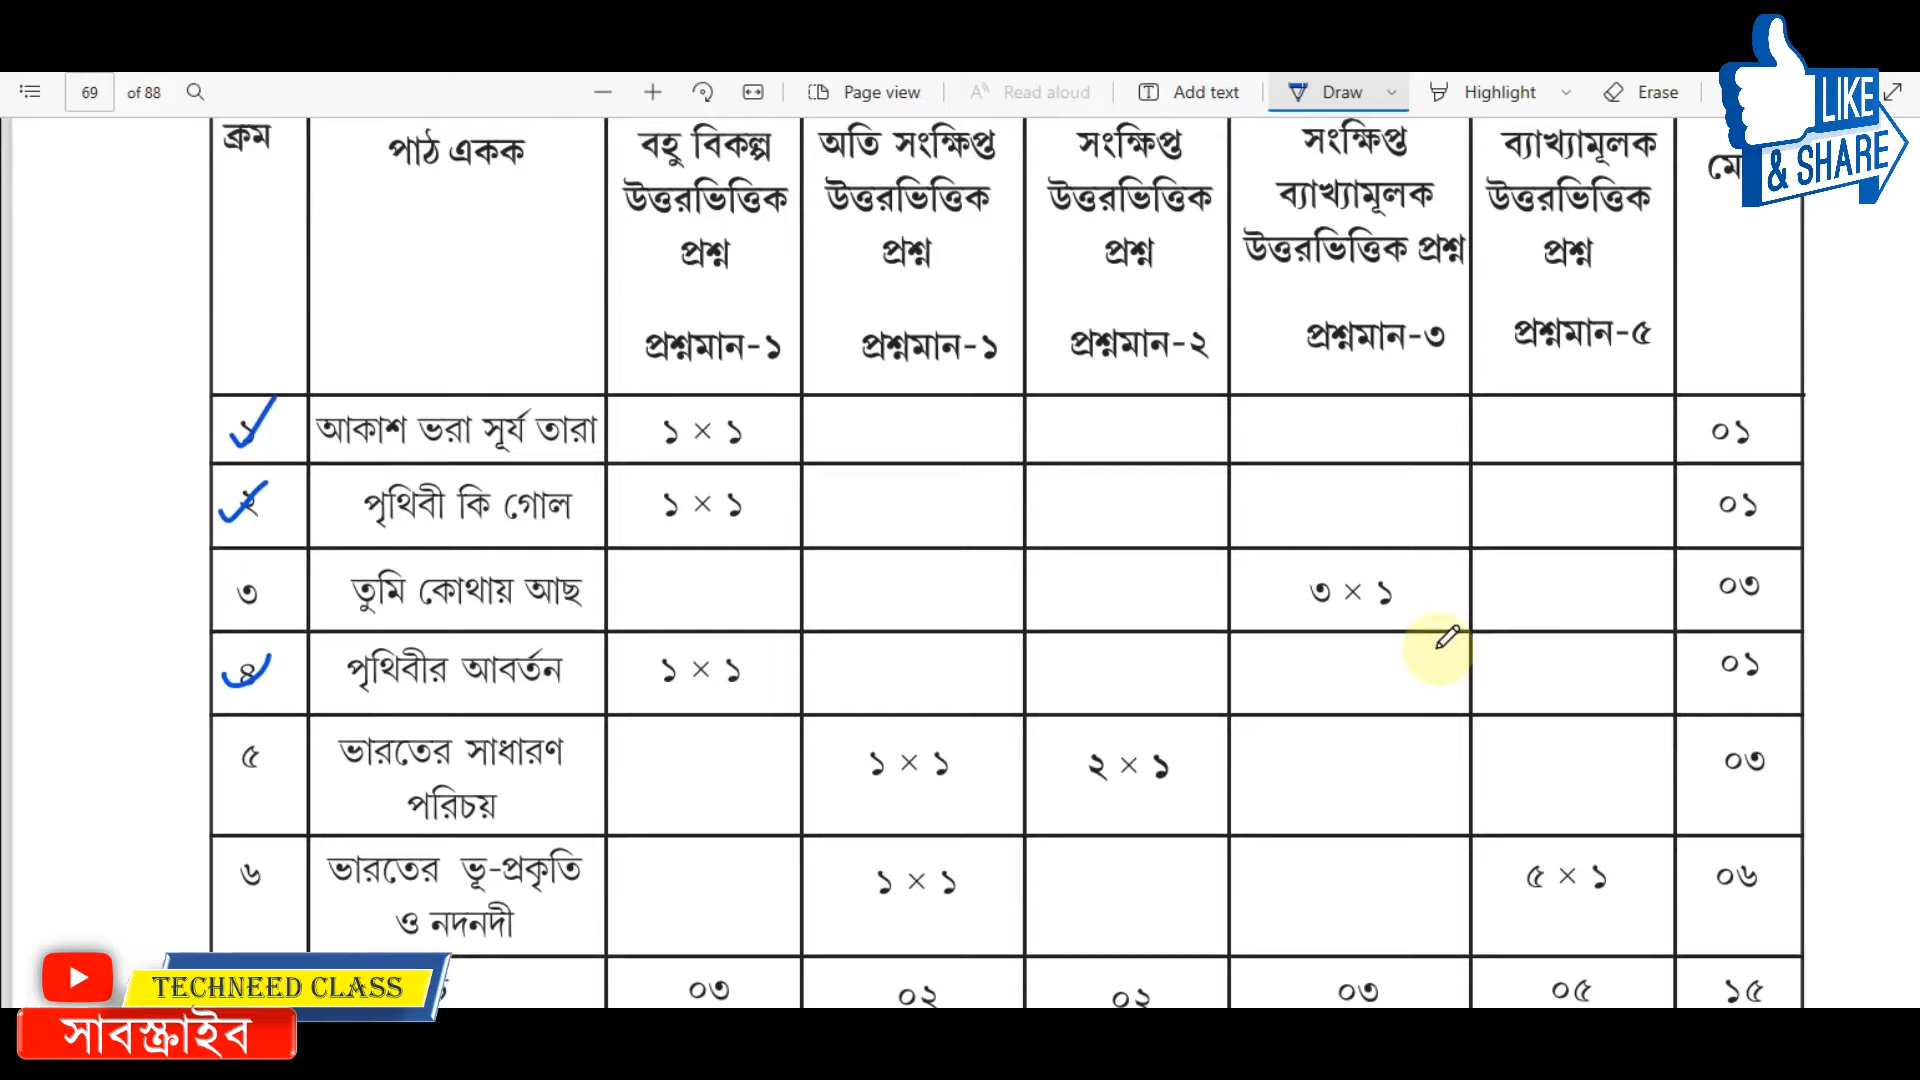 69 of 88 Page view Read aloud Add text Draw Highlight Erase
LIKE
& SHARE
ক্রম পাঠ একক বহু বিকল্প অতি সংক্ষিপ্ত সংক্ষিপ্ত সংক্ষিপ্ত ব্যাখ্যামূলক
উত্তরভিত্তিক উত্তরভিত্তিক উত্তরভিত্তিক ব্যাখ্যামূলক উত্তরভিত্তিক
প্রশ্ন প্রশ্ন প্রশ্ন উত্তরভিত্তিক প্রশ্ন প্রশ্ন
প্রশ্নমান-১ প্রশ্নমান-১ প্রশ্নমান-২ প্রশ্নমান-৩ প্রশ্নমান-৫
১ আকাশ ভরা সূর্য তারা ১ × ১ ০১
২ পৃথিবী কি গোল ১ × ১ ০১
৩ তুমি কোথায় আছ ৩ × ১ ০৩
৪ পৃথিবীর আবর্তন ১ × ১ ০১
৫ ভারতের সাধারণ ১ × ১ ২ × ১ ০৩
পরিচয়
৬ ভারতের ভূ-প্রকৃতি ১ × ১ ৫ × ১ ০৬
ও নদনদী
০৩ ০২ ০২ ০৩ ০৫ ১৫
TECHNEED CLASS
সাবস্ক্রাইব